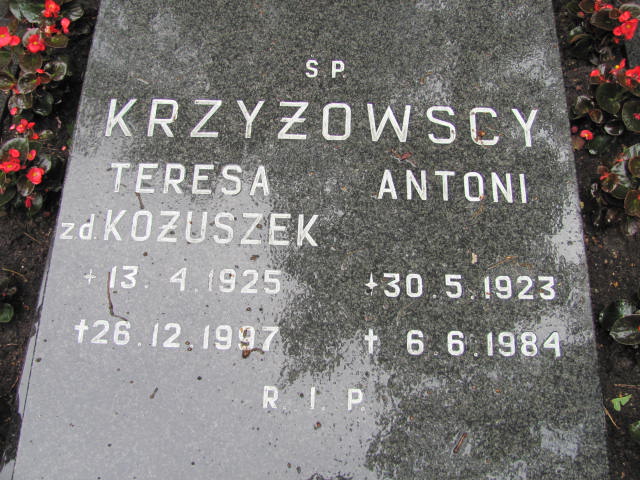 SP.
KRZYŻOWSCY
TERESA ANTONI
zd. KOŻUSZEK
+ 13. 4.1925 + 30.5.1923
†26.12.1997 † 6.6.1984
R. I. P.